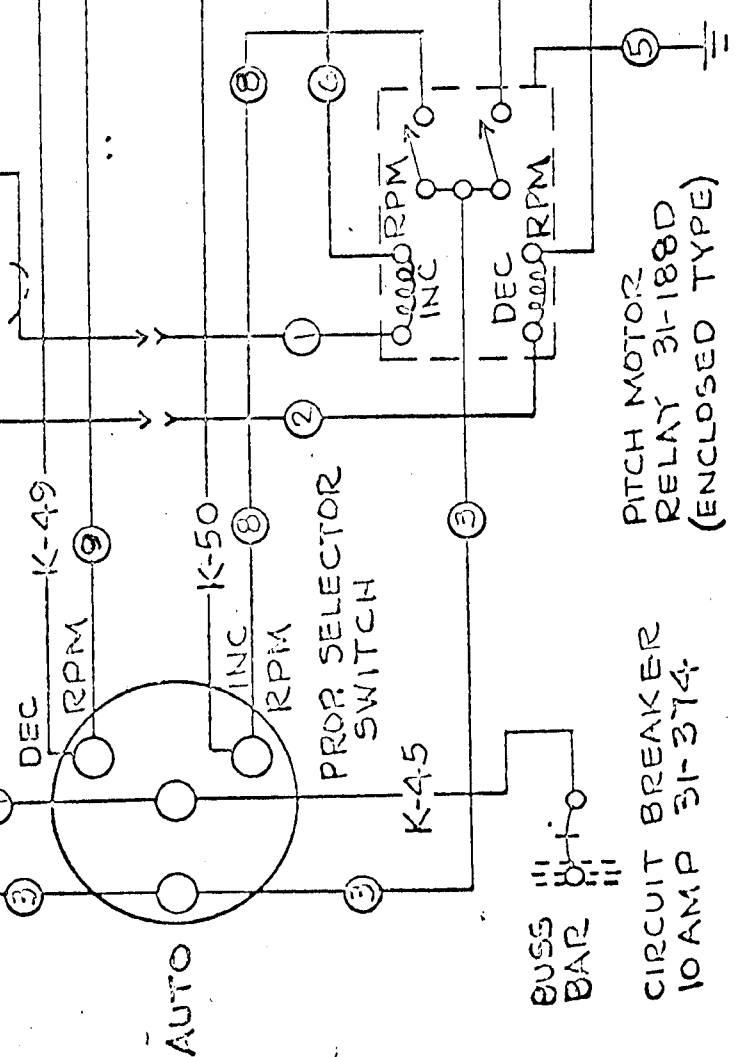 3
AUTO
DEC
RPM
K-49
9
INC
RPM
K-50
8
8
6
PROP. SELECTOR
SWITCH
3
K-45
3
1
2
INC RPM
DEC RPM
5
BUSS
BAR
CIRCUIT BREAKER
10 AMP 31-374
PITCH MOTOR
RELAY 31-188D
(ENCLOSED TYPE)